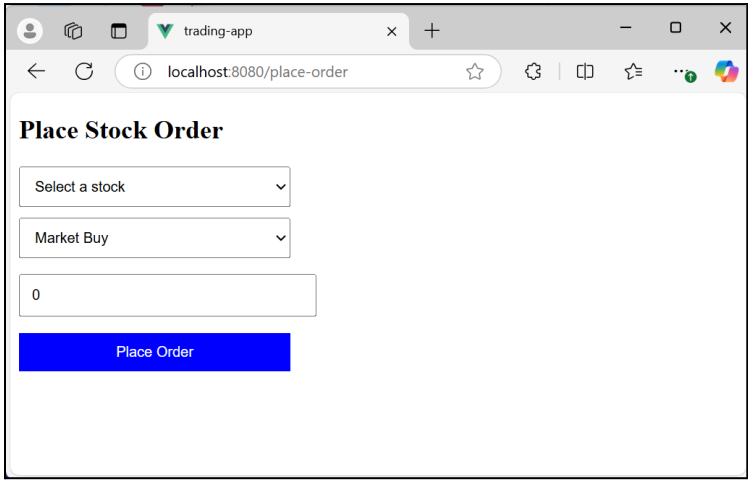 trading-app
localhost:8080/place-order
Place Stock Order
Select a stock
Market Buy
0
Place Order